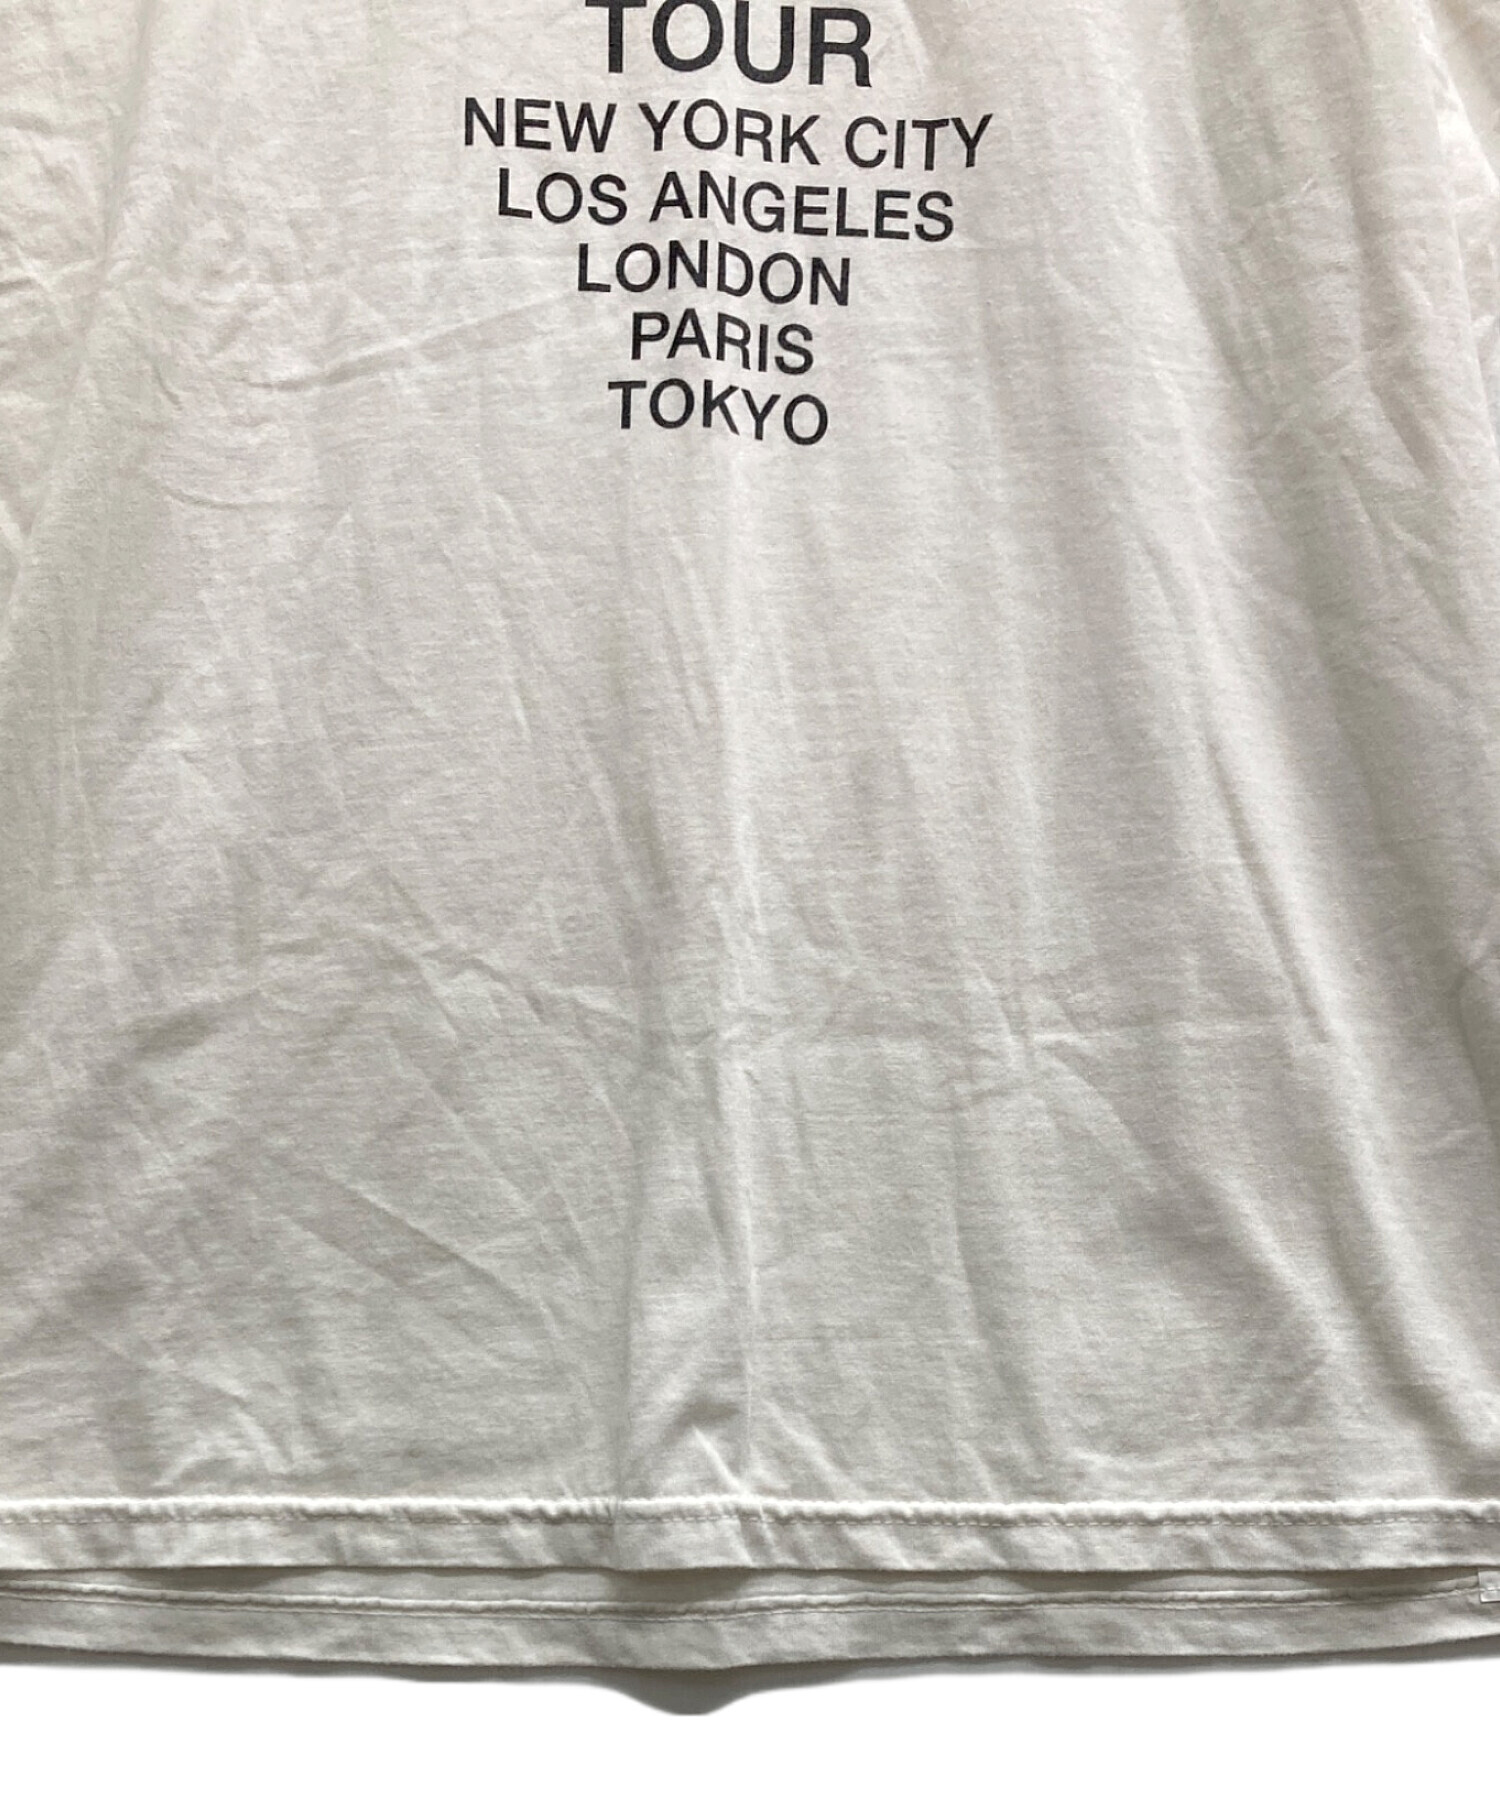 TOUR
NEW YORK CITY
LOS ANGELES
LONDON
PARIS
TOKYO